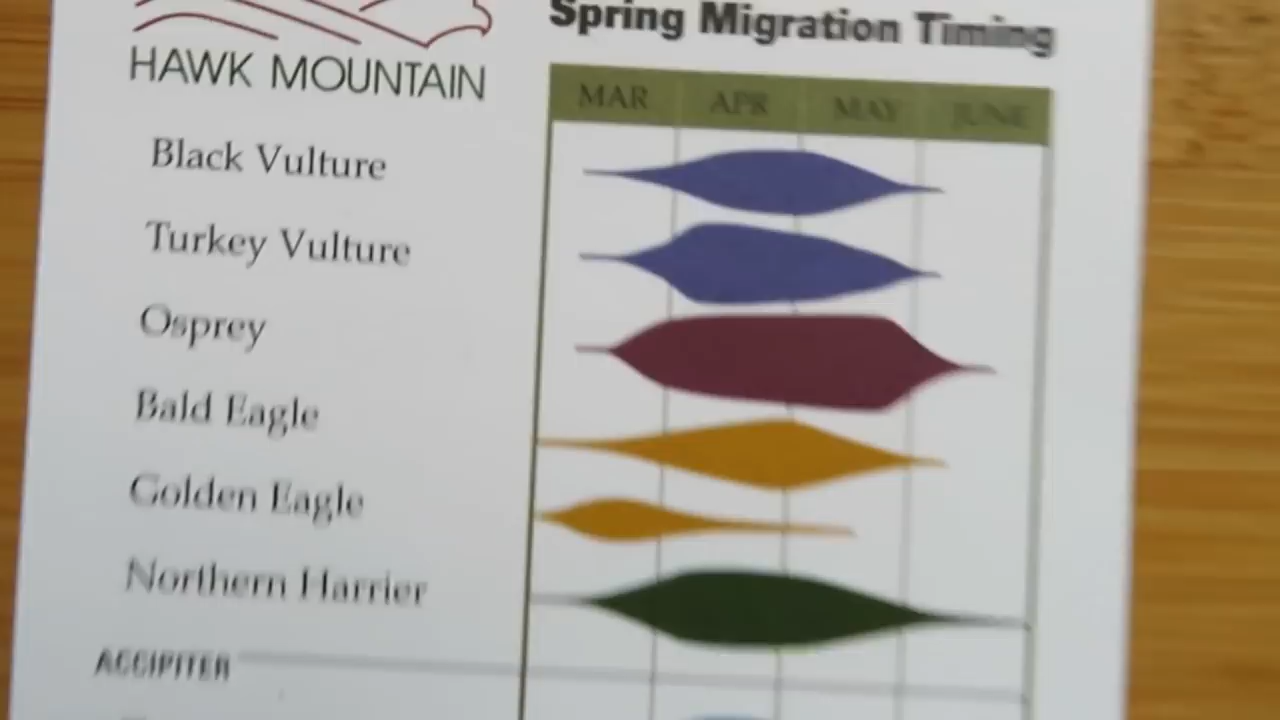 Spring Migration Timing
HAWK MOUNTAIN
MAR APR MAY JUNE
Black Vulture
Turkey Vulture
Osprey
Bald Eagle
Golden Eagle
Northern Harrier
ACCIPITER